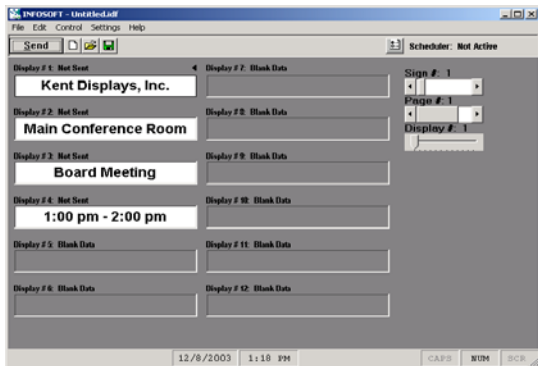 INFOSOFT - Untitled.idf
File Edit Control Settings Help
Send
Scheduler: Not Active
Display # 1: Not Sent
Kent Displays, Inc.
Display # 2: Not Sent
Main Conference Room
Display # 3: Not Sent
Board Meeting
Display # 4: Not Sent
1:00 pm - 2:00 pm
Display # 5: Blank Data
Display # 6: Blank Data
Display # 7: Blank Data
Display # 8: Blank Data
Display # 9: Blank Data
Display # 10: Blank Data
Display # 11: Blank Data
Display # 12: Blank Data
Sign #: 1
Page #: 1
Display #: 1
12/8/2003 1:18 PM CAPS NUM SCR